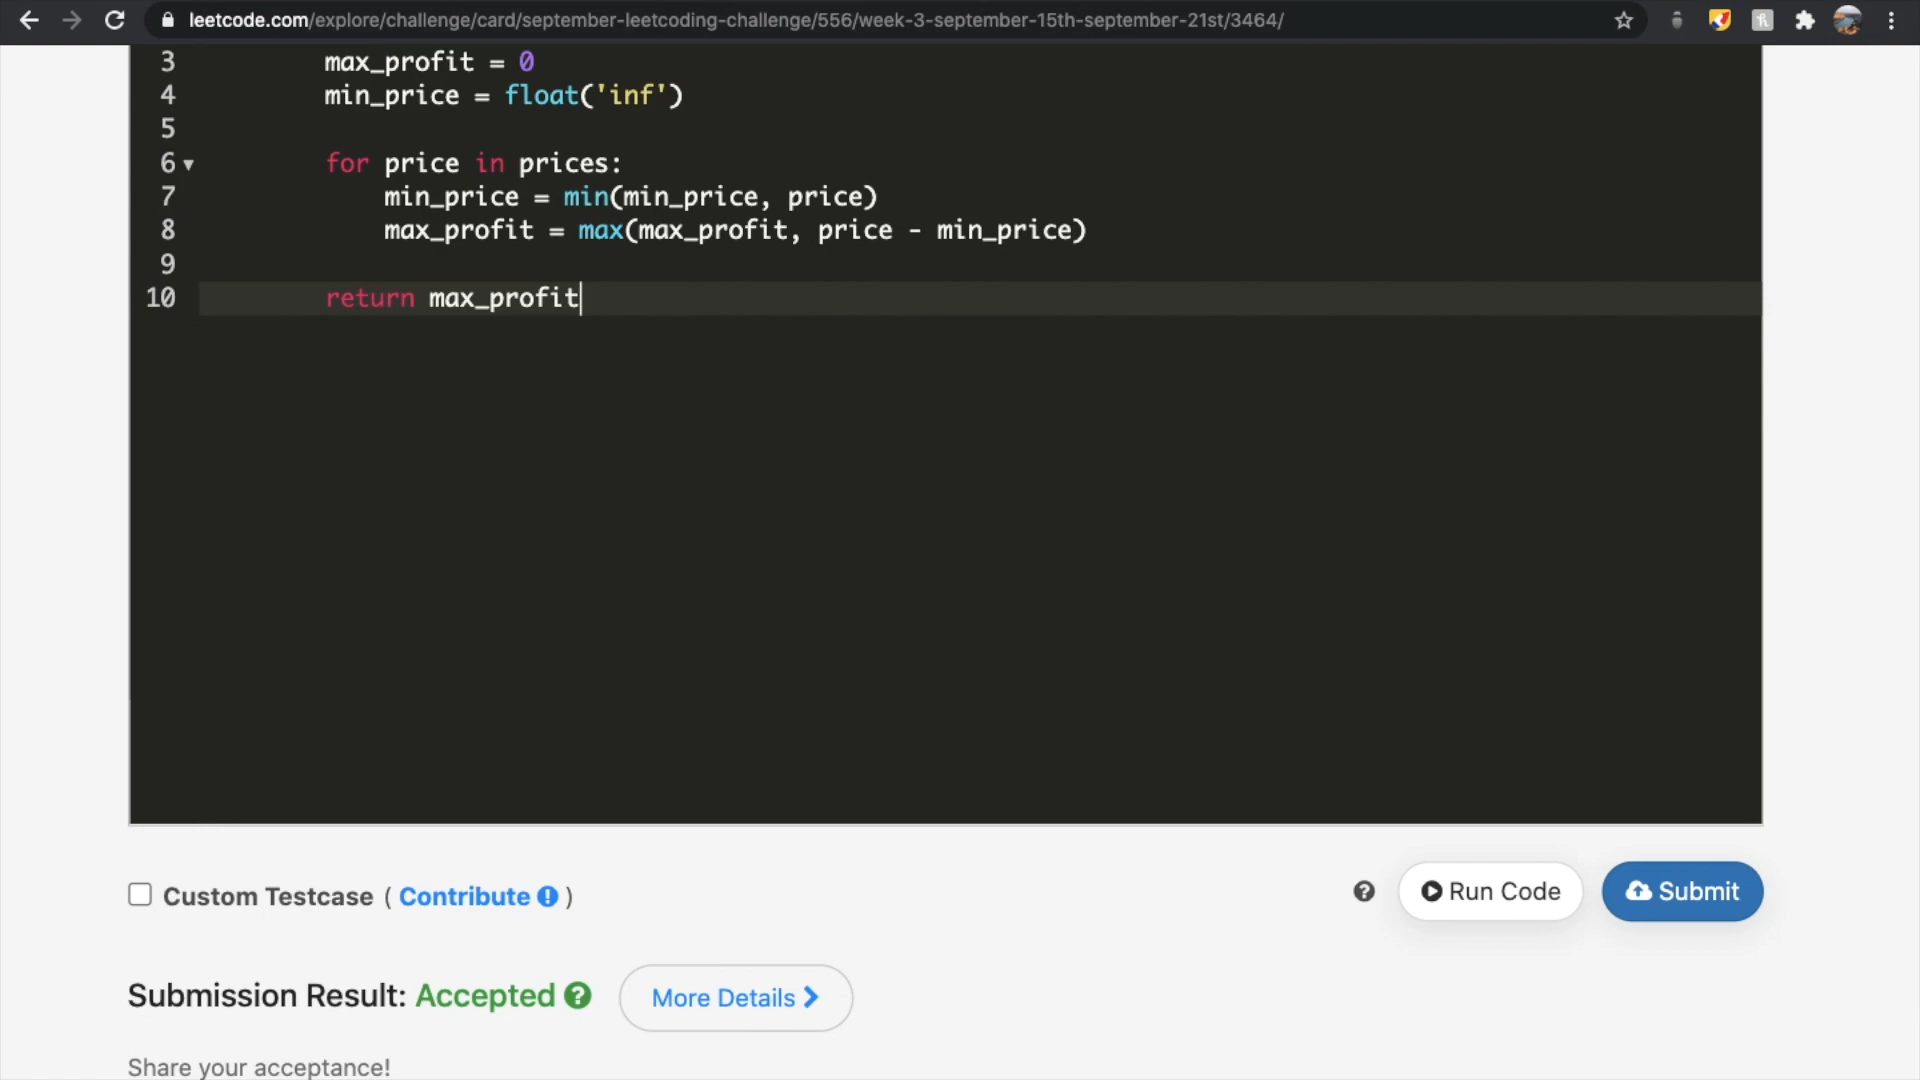 leetcode.com/explore/challenge/card/september-leetcoding-challenge/556/week-3-september-15th-september-21st/3464/
3 max_profit = 0
4 min_price = float('inf')
5
6 for price in prices:
7 min_price = min(min_price, price)
8 max_profit = max(max_profit, price - min_price)
9
10 return max_profit
Custom Testcase ( Contribute ! )
? Run Code Submit
Submission Result: Accepted ? More Details >
Share your acceptance!